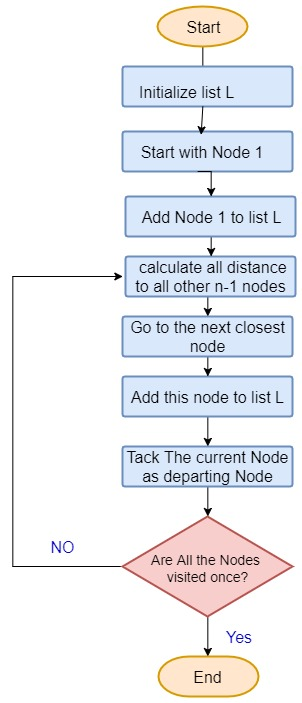 Start
Initialize list L
Start with Node 1
Add Node 1 to list L
calculate all distance
to all other n-1 nodes
Go to the next closest
node
Add this node to list L
Tack The current Node
as departing Node
Are All the Nodes
visited once?
NO
Yes
End